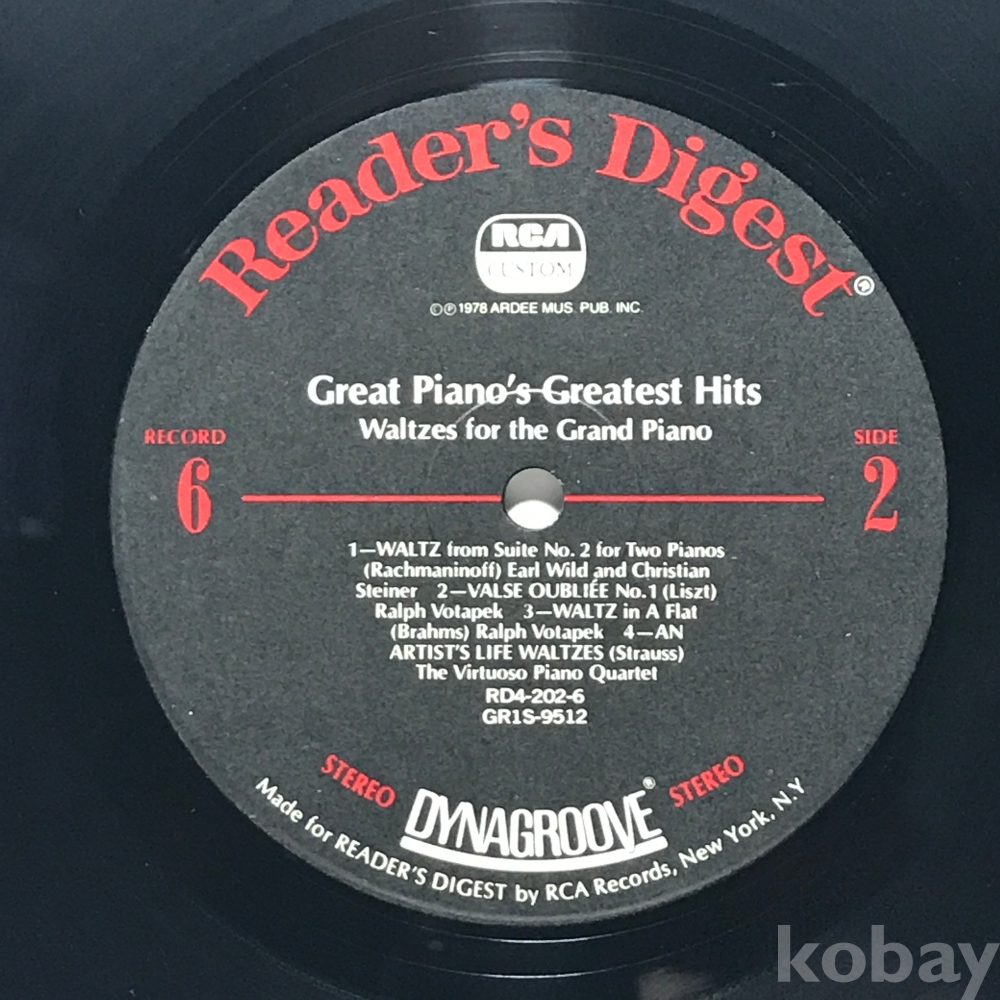 Reader's Digest®
RCA
CUSTOM
©℗1978 ARDEE MUS. PUB. INC.
Great Piano's Greatest Hits
Waltzes for the Grand Piano
RECORD
6
SIDE
2
1—WALTZ from Suite No. 2 for Two Pianos
(Rachmaninoff) Earl Wild and Christian
Steiner 2—VALSE OUBLIÉE No.1 (Liszt)
Ralph Votapek 3—WALTZ in A Flat
(Brahms) Ralph Votapek 4—AN
ARTIST'S LIFE WALTZES (Strauss)
The Virtuoso Piano Quartet
RD4-202-6
GR1S-9512
STEREO DYNAGROOVE® STEREO
Made for READER'S DIGEST by RCA Records, New York, N.Y
kobay